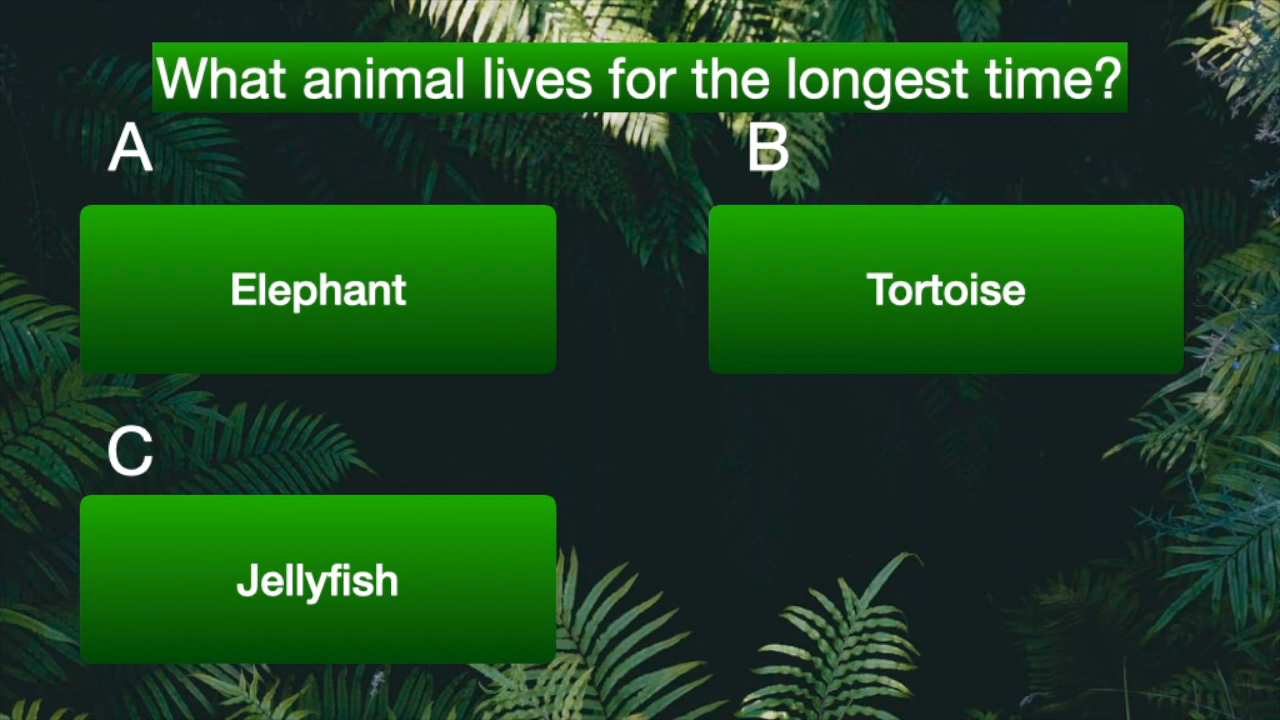 What animal lives for the longest time?
A
B
Elephant
Tortoise
C
Jellyfish